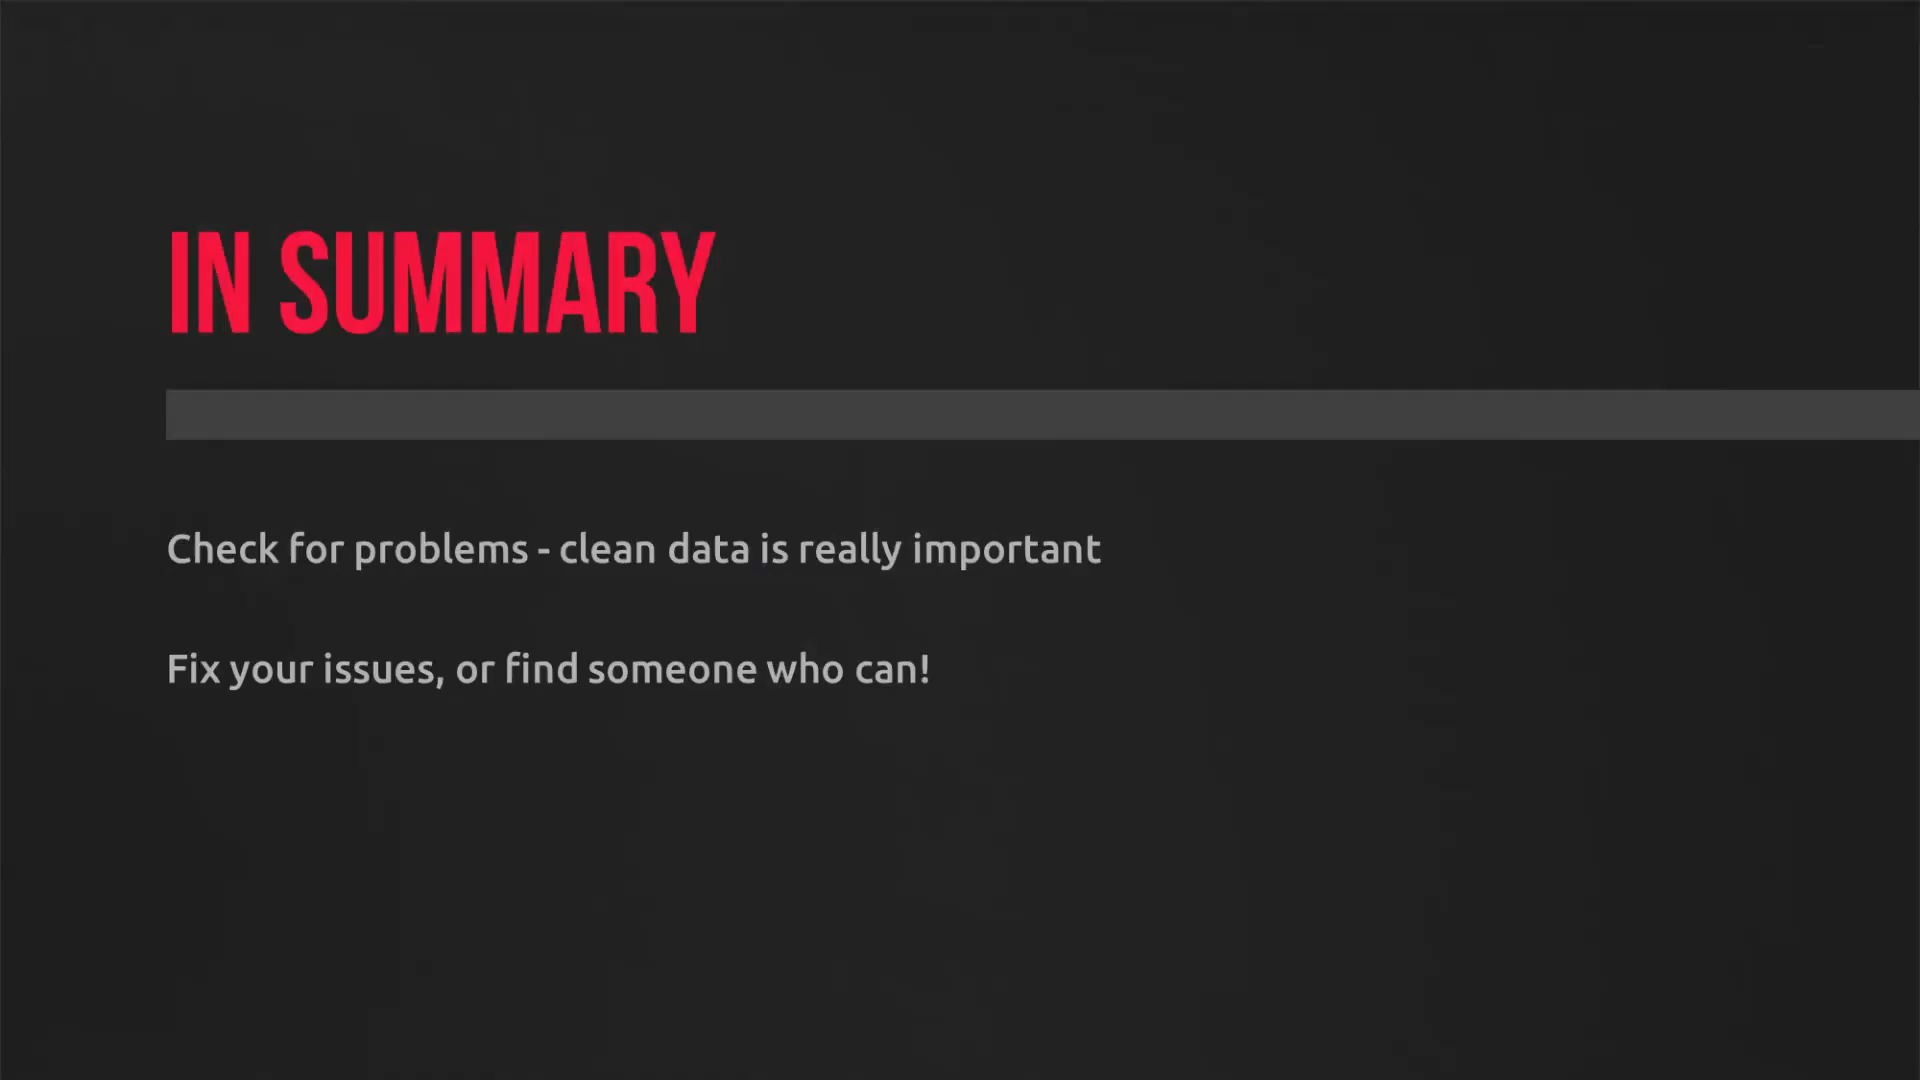 IN SUMMARY
Check for problems - clean data is really important
Fix your issues, or find someone who can!